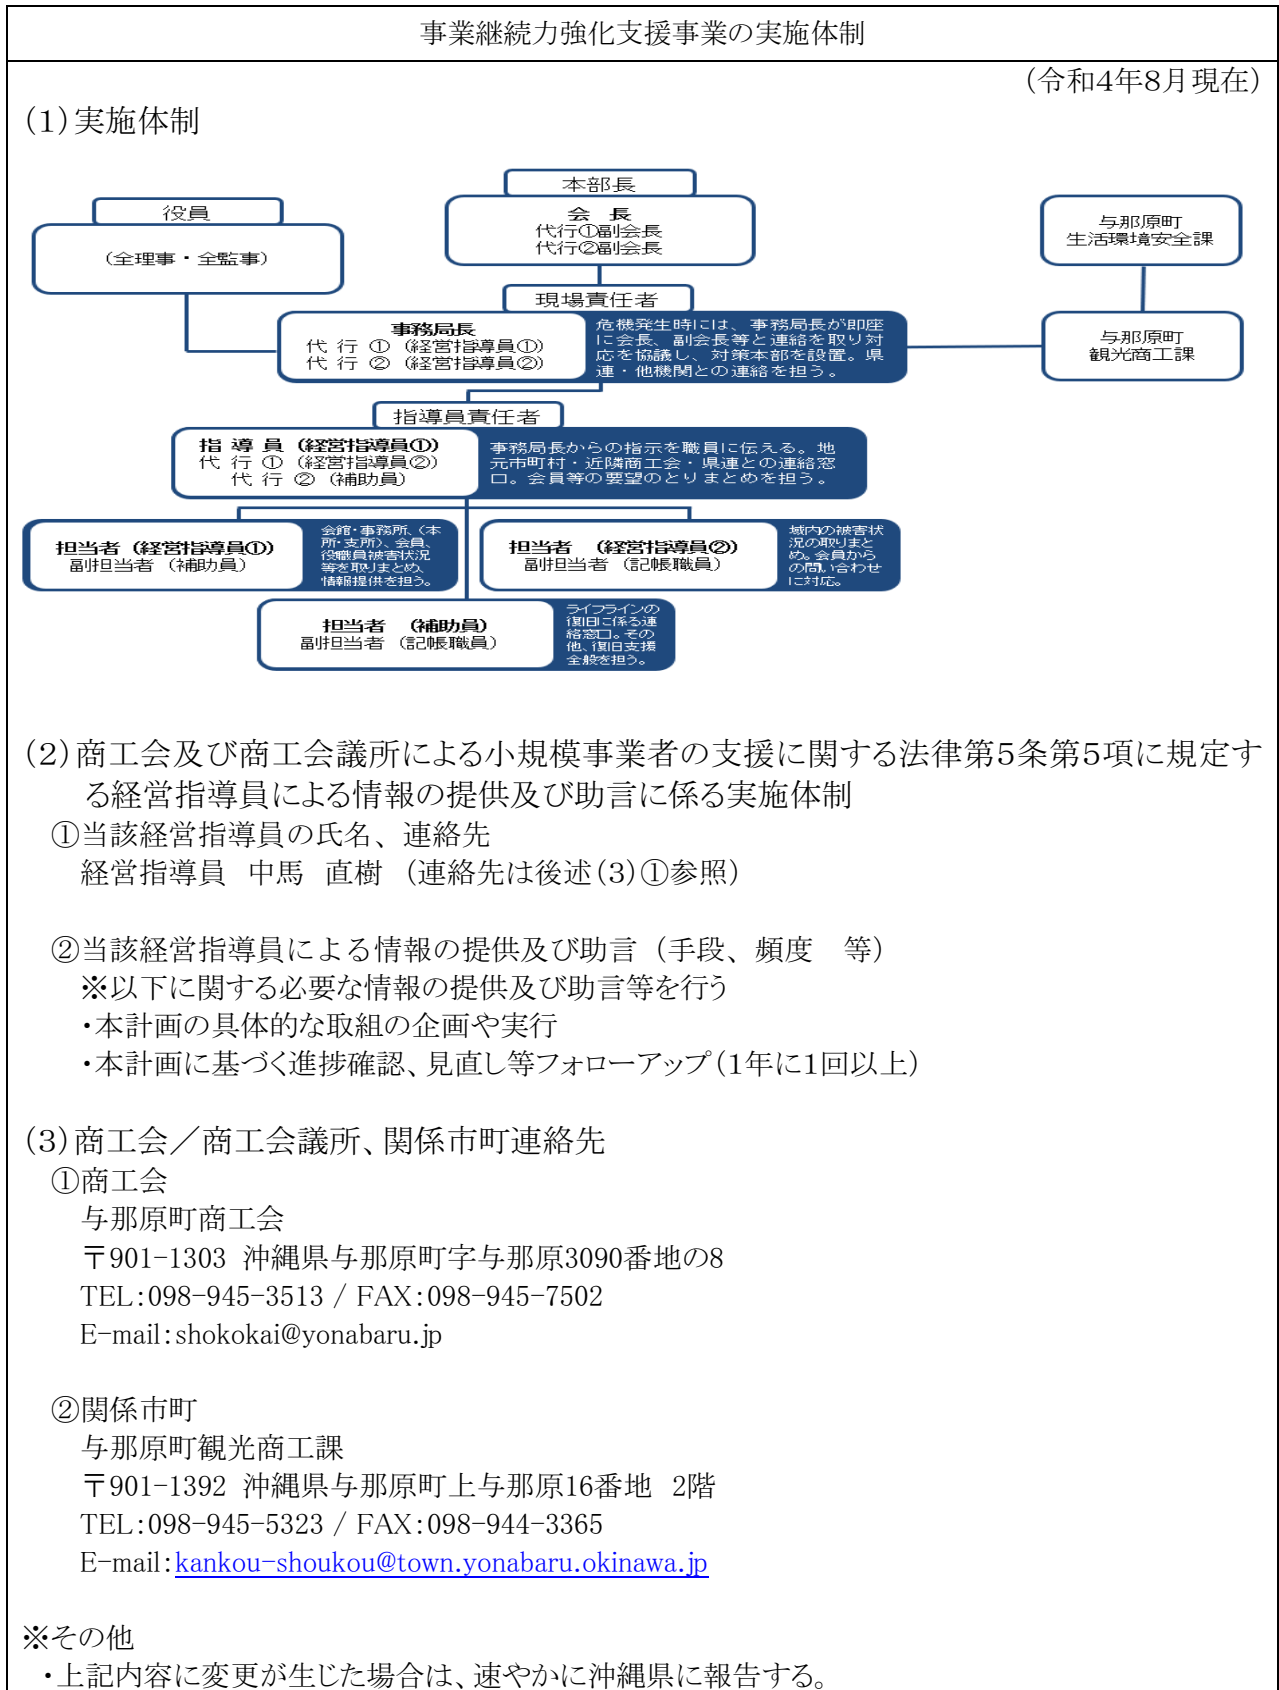 事業継続力強化支援事業の実施体制
（令和4年8月現在）
（1）実施体制
本部長
会　長
代行①副会長
代行②副会長
役員
（全理事・全監事）
与那原町
生活環境安全課
現場責任者
事務局長
代 行 ① （経営指導員①）
代 行 ② （経営指導員②）
危機発生時には、事務局長が即座
に会長、副会長等と連絡を取り対
応を協議し、対策本部を設置。県
連・他機関との連絡を担う。
与那原町
観光商工課
指導員責任者
指 導 員 （経営指導員①）
代 行 ① （経営指導員②）
代 行 ② （補助員）
事務局長からの指示を職員に伝える。地
元市町村・近隣商工会・県連との連絡窓
口。会員等の要望のとりまとめを担う。
担当者 （経営指導員①）
副担当者 （補助員）
会館・事務所、（本
所・支所）、会員、
役職員被害状況
等を取りまとめ、
情報提供を担う。
担当者　（経営指導員②）
副担当者 （記帳職員）
域内の被害状
況の取りまと
め。会員から
の問い合わせ
に対応。
担当者　（補助員）
副担当者 （記帳職員）
ライフラインの
復旧に係る連
絡窓口。その
他、復旧支援
全般を担う。
（2）商工会及び商工会議所による小規模事業者の支援に関する法律第5条第5項に規定す
る経営指導員による情報の提供及び助言に係る実施体制
①当該経営指導員の氏名、連絡先
経営指導員　中馬　直樹　（連絡先は後述（3）①参照）
②当該経営指導員による情報の提供及び助言（手段、頻度　等）
※以下に関する必要な情報の提供及び助言等を行う
・本計画の具体的な取組の企画や実行
・本計画に基づく進捗確認、見直し等フォローアップ（1年に1回以上）
（3）商工会／商工会議所、関係市町連絡先
①商工会
与那原町商工会
〒901-1303 沖縄県与那原町字与那原3090番地の8
TEL：098-945-3513 / FAX：098-945-7502
E-mail：shokokai@yonabaru.jp
②関係市町
与那原町観光商工課
〒901-1392 沖縄県与那原町上与那原16番地　2階
TEL：098-945-5323 / FAX：098-944-3365
E-mail：kankou-shoukou@town.yonabaru.okinawa.jp
※その他
・上記内容に変更が生じた場合は、速やかに沖縄県に報告する。